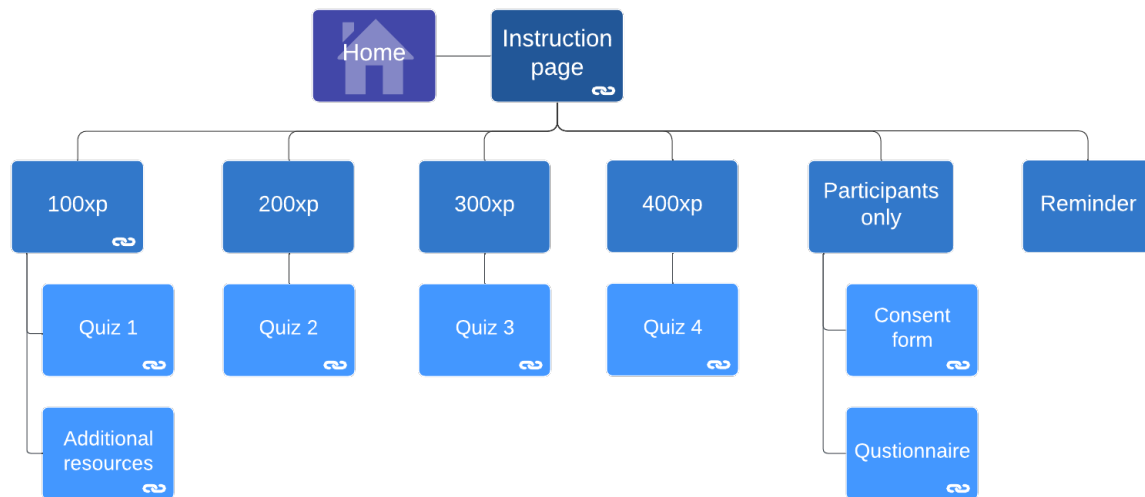 Home
Instruction
page
100xp
200xp
300xp
400xp
Participants
only
Reminder
Quiz 1
Quiz 2
Quiz 3
Quiz 4
Consent
form
Additional
resources
Qustionnaire